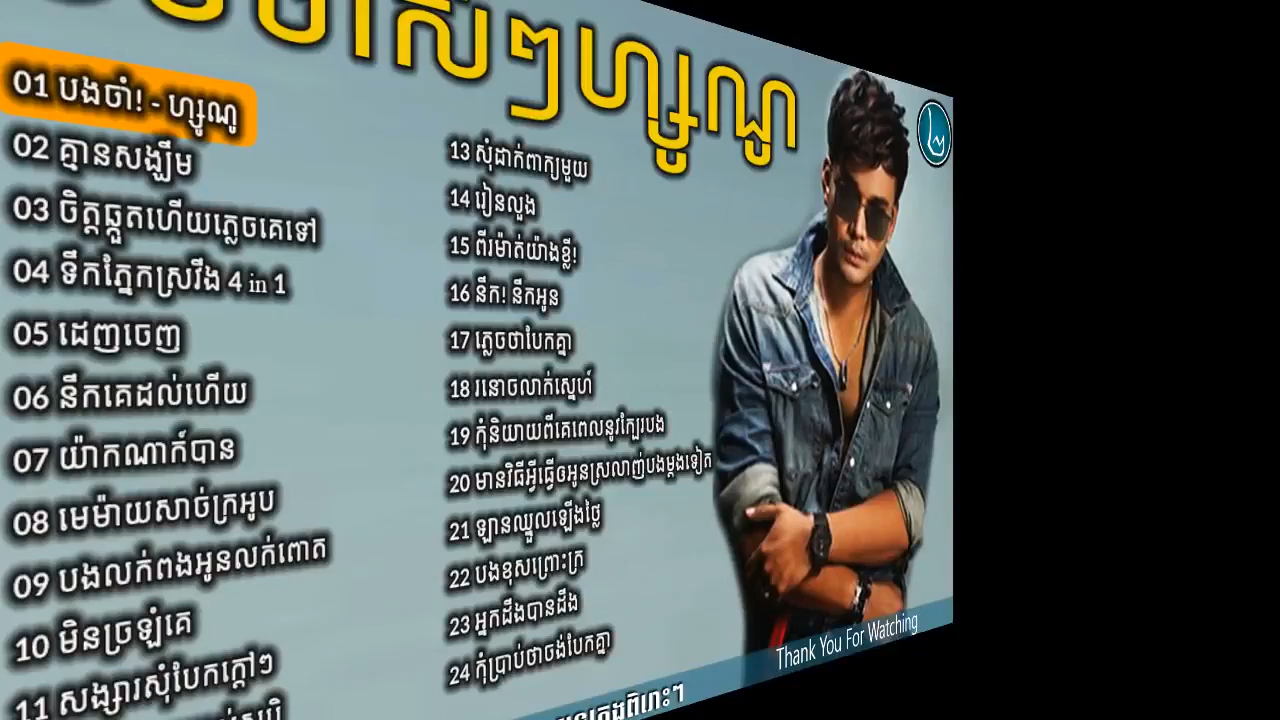 ហ្សូណូ
01 បងចាំ! - ហ្សូណូ
02 គ្មានសង្ឃឹម
03 ចិត្តឆ្កួតហើយភ្លេចគេទៅ
04 ទឹកភ្នែកស្រវឹង 4 in 1
05 ដេញចេញ
06 នឹកគេដល់ហើយ
07 យ៉ាកណាក៍បាន
08 មេម៉ាយសាច់ក្រអូប
09 បងលក់ពងអូនលក់ពោត
10 មិនច្រឡំគេ
11 សង្សារសុំបែកក្តៅៗ
13 សុំដាក់ពាក្យមួយ
14 រៀនលួង
15 ពីរម៉ាត់យ៉ាងខ្លី!
16 នឹក! នឹកអូន
17 ភ្លេចថាបែកគ្នា
18 រនោចលាក់ស្នេហ៍
19 កុំនិយាយពីគេពេលនូវក្បែរបង
20 មានវិធីអ្វីធ្វើឲអូនស្រលាញ់បងម្តងទៀត
21 ឡានឈ្នួលឡើងថ្លៃ
22 បងខុសព្រោះក្រ
23 អ្នកដឹងបានដឹង
24 កុំប្រាប់ថាចង់បែកគ្នា
Thank You For Watching